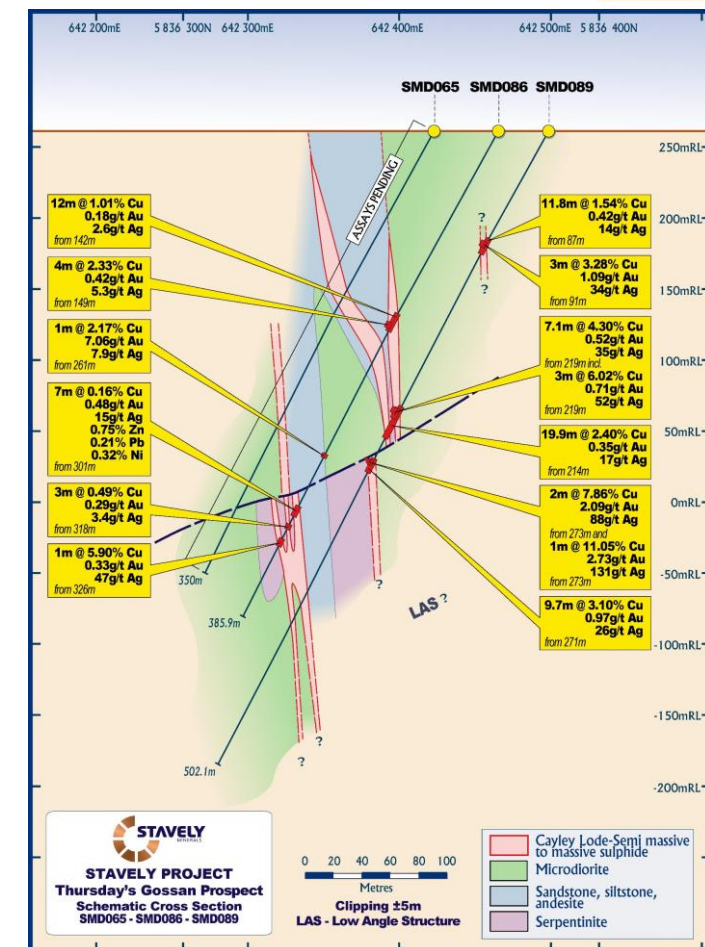 642 200mE
5 836 300N
642 300mE
642 400mE
642 500mE
5 836 400N
SMD065
SMD086
SMD089
250mRL
200mRL
150mRL
100mRL
50mRL
0mRL
-50mRL
-100mRL
-150mRL
-200mRL
ASSAYS PENDING
12m @ 1.01% Cu
0.18g/t Au
2.6g/t Ag
from 142m
4m @ 2.33% Cu
0.42g/t Au
5.3g/t Ag
from 149m
1m @ 2.17% Cu
7.06g/t Au
7.9g/t Ag
from 261m
7m @ 0.16% Cu
0.48g/t Au
15g/t Ag
0.75% Zn
0.21% Pb
0.32% Ni
from 301m
3m @ 0.49% Cu
0.29g/t Au
3.4g/t Ag
from 318m
1m @ 5.90% Cu
0.33g/t Au
47g/t Ag
from 326m
11.8m @ 1.54% Cu
0.42g/t Au
14g/t Ag
from 87m
3m @ 3.28% Cu
1.09g/t Au
34g/t Ag
from 91m
7.1m @ 4.30% Cu
0.52g/t Au
35g/t Ag
from 219m incl.
3m @ 6.02% Cu
0.71g/t Au
52g/t Ag
from 219m
19.9m @ 2.40% Cu
0.35g/t Au
17g/t Ag
from 214m
2m @ 7.86% Cu
2.09g/t Au
88g/t Ag
from 273m and
1m @ 11.05% Cu
2.73g/t Au
131g/t Ag
from 273m
9.7m @ 3.10% Cu
0.97g/t Au
26g/t Ag
from 271m
?
?
?
?
?
LAS ?
350m
385.9m
502.1m
STAVELY
MINERALS
STAVELY PROJECT
Thursday's Gossan Prospect
Schematic Cross Section
SMD065 - SMD086 - SMD089
0 20 40 60 80 100
Metres
Clipping ±5m
LAS - Low Angle Structure
Cayley Lode-Semi massive
to massive sulphide
Microdiorite
Sandstone, siltstone,
andesite
Serpentinite